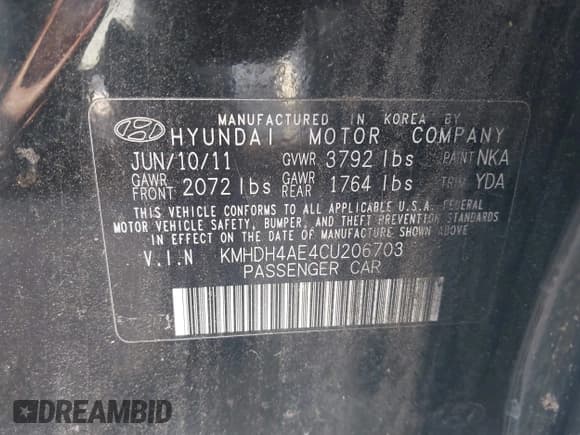 MANUFACTURED IN KOREA BY
HYUNDAI MOTOR COMPANY
JUN/10/11 GVWR 3792 lbs PAINT NKA
GAWR FRONT 2072 lbs GAWR REAR 1764 lbs TRIM YDA
THIS VEHICLE CONFORMS TO ALL APPLICABLE U.S.A. FEDERAL
MOTOR VEHICLE SAFETY, BUMPER, AND THEFT PREVENTION STANDARDS
IN EFFECT ON THE DATE OF MANUFACTURE SHOWN ABOVE.
V.I.N KMHDH4AE4CU206703
PASSENGER CAR
DREAMBID